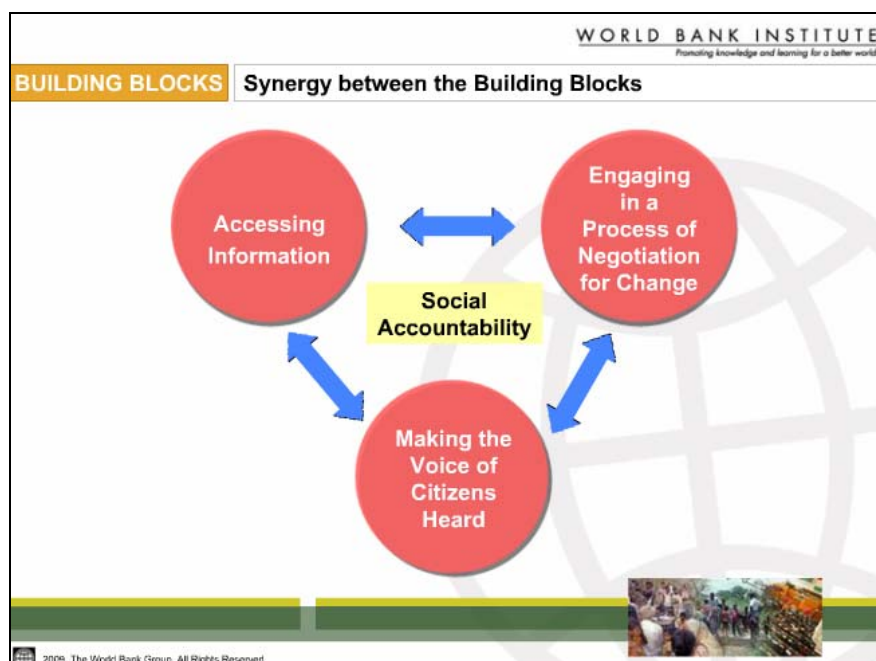 WORLD BANK INSTITUTE
Promoting knowledge and learning for a better world
BUILDING BLOCKS
Synergy between the Building Blocks
Accessing
Information
Engaging
in a
Process of
Negotiation
for Change
Social
Accountability
Making the
Voice of
Citizens
Heard
2009 The World Bank Group. All Rights Reserved